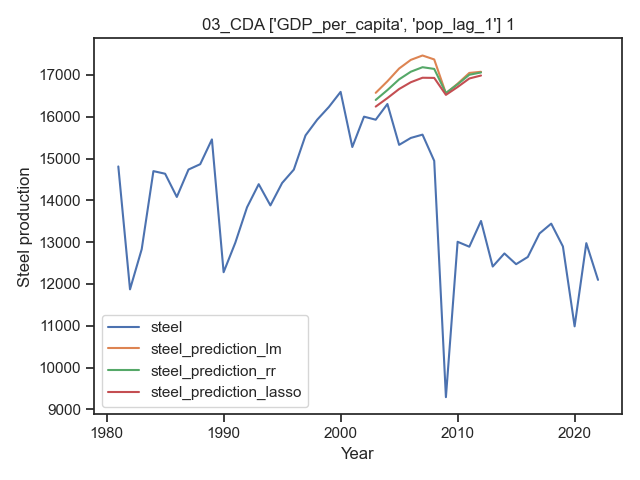 03_CDA ['GDP_per_capita', 'pop_lag_1'] 1
17000
16000
15000
14000
13000
12000
11000
10000
9000
Steel production
steel
steel_prediction_lm
steel_prediction_rr
steel_prediction_lasso
1980
1990
2000
2010
2020
Year